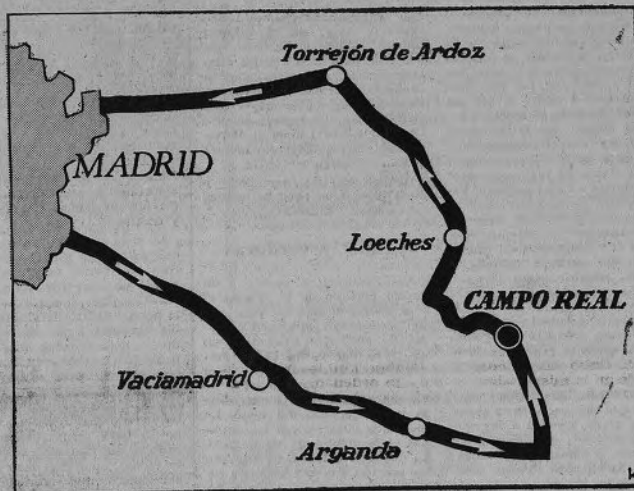 Torrejón de Ardoz
MADRID
Loeches
CAMPO REAL
Vaciamadrid
Arganda